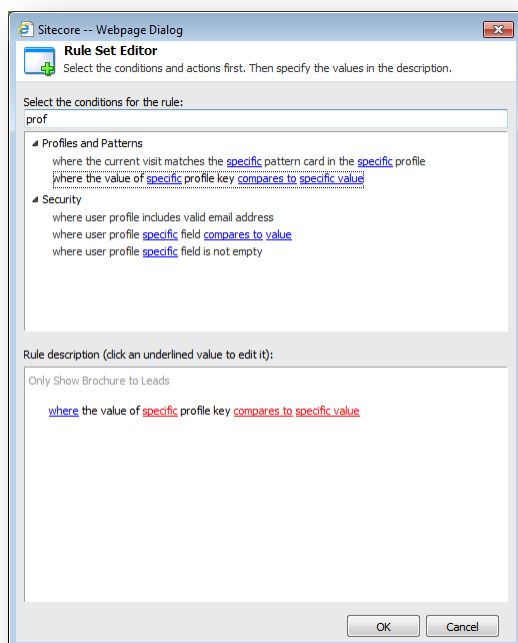 Sitecore -- Webpage Dialog
Rule Set Editor
Select the conditions and actions first. Then specify the values in the description.
Select the conditions for the rule:
prof
Profiles and Patterns
where the current visit matches the specific pattern card in the specific profile
where the value of specific profile key compares to specific value
Security
where user profile includes valid email address
where user profile specific field compares to value
where user profile specific field is not empty
Rule description (click an underlined value to edit it):
Only Show Brochure to Leads
where the value of specific profile key compares to specific value
OK Cancel